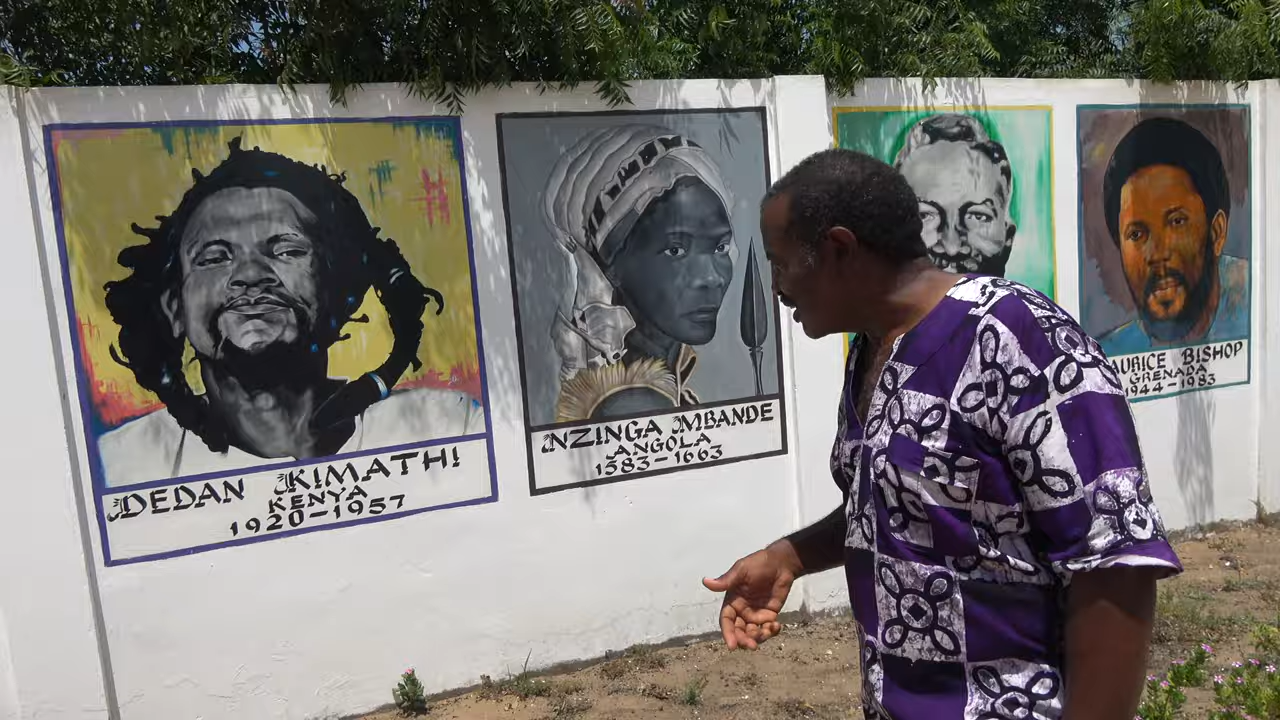 DEDAN KIMATHI
KENYA
1920-1957
NZINGA MBANDE
ANGOLA
1583-1663
AURICE BISHOP
GRENADA
1944-1983